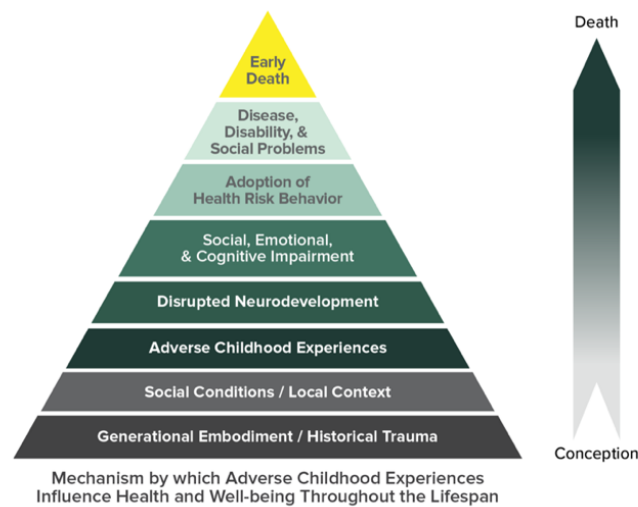 Death
Early
Death
Disease,
Disability, &
Social Problems
Adoption of
Health Risk Behavior
Social, Emotional,
& Cognitive Impairment
Disrupted Neurodevelopment
Adverse Childhood Experiences
Social Conditions / Local Context
Generational Embodiment / Historical Trauma
Conception
Mechanism by which Adverse Childhood Experiences
Influence Health and Well-being Throughout the Lifespan